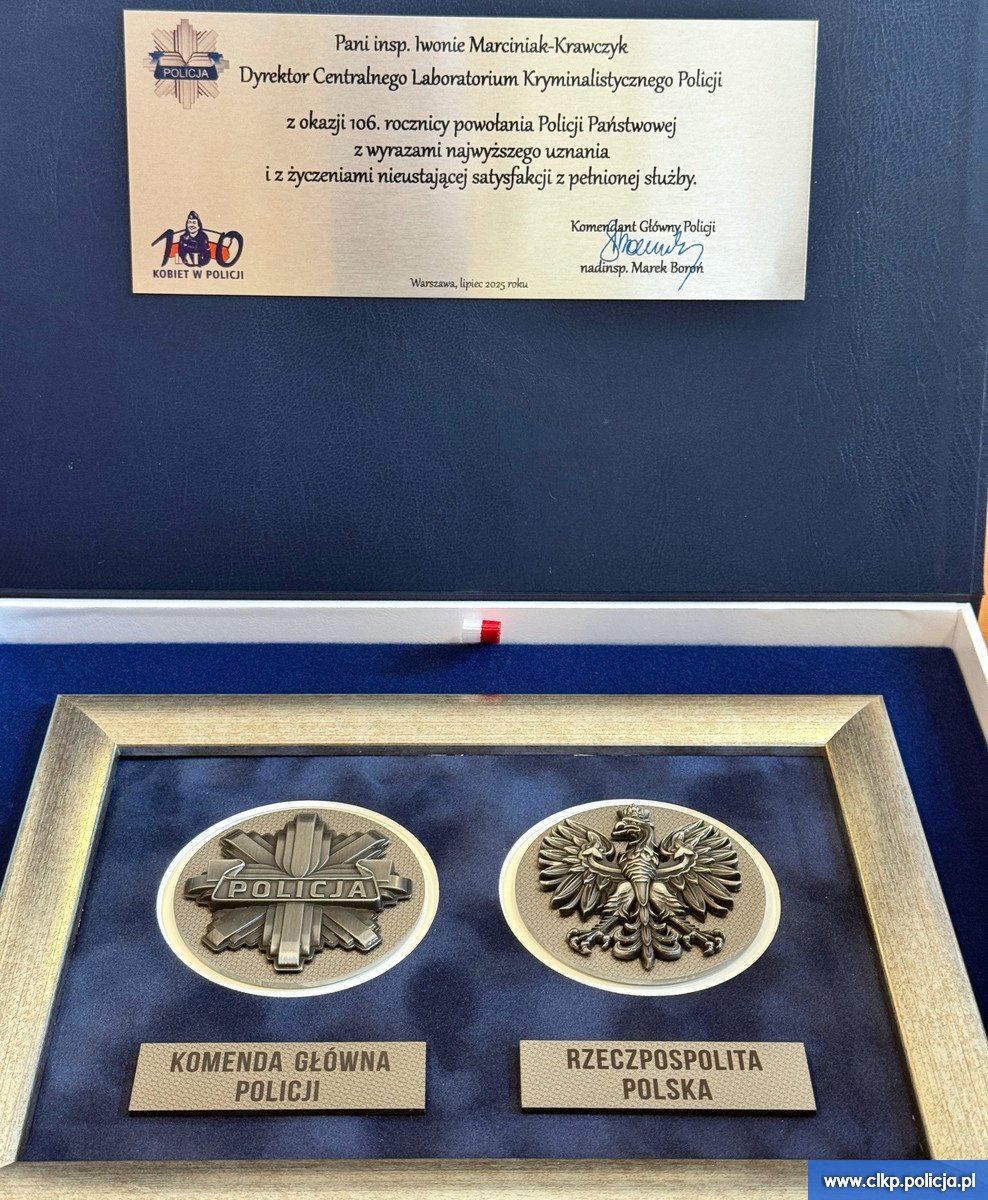 POLICJA
Pani insp. Iwonie Marciniak-Krawczyk
Dyrektor Centralnego Laboratorium Kryminalistycznego Policji
z okazji 106. rocznicy powołania Policji Państwowej
z wyrazami najwyższego uznania
i z życzeniami nieustającej satysfakcji z pełnionej służby.
100
LAT
KOBIET W POLICJI
Komendant Główny Policji
nadinsp. Marek Boroń
Warszawa, lipiec 2025 roku
POLICJA
KOMENDA GŁÓWNA
POLICJI
RZECZPOSPOLITA
POLSKA
www.clkp.policja.pl